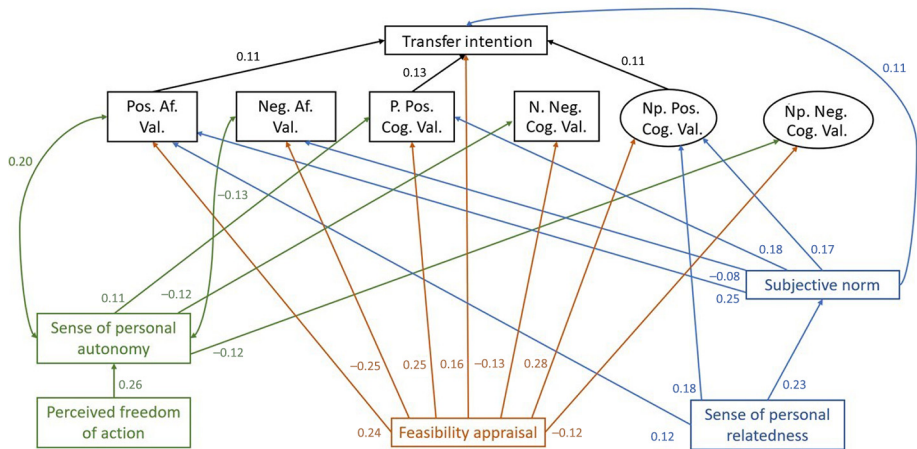 Transfer intention
0.11
0.13
0.11
0.11
Pos. Af.
Val.
Neg. Af.
Val.
P. Pos.
Cog. Val.
N. Neg.
Cog. Val.
Np. Pos.
Cog. Val.
Np. Neg.
Cog. Val.
0.20
−0.13
0.18
0.17
−0.08
0.25
Subjective norm
0.11
−0.12
Sense of personal
autonomy
−0.12
−0.25
0.25
0.16
−0.13
0.28
0.26
0.18
0.23
Perceived freedom
of action
0.24
Feasibility appraisal
−0.12
0.12
Sense of personal
relatedness